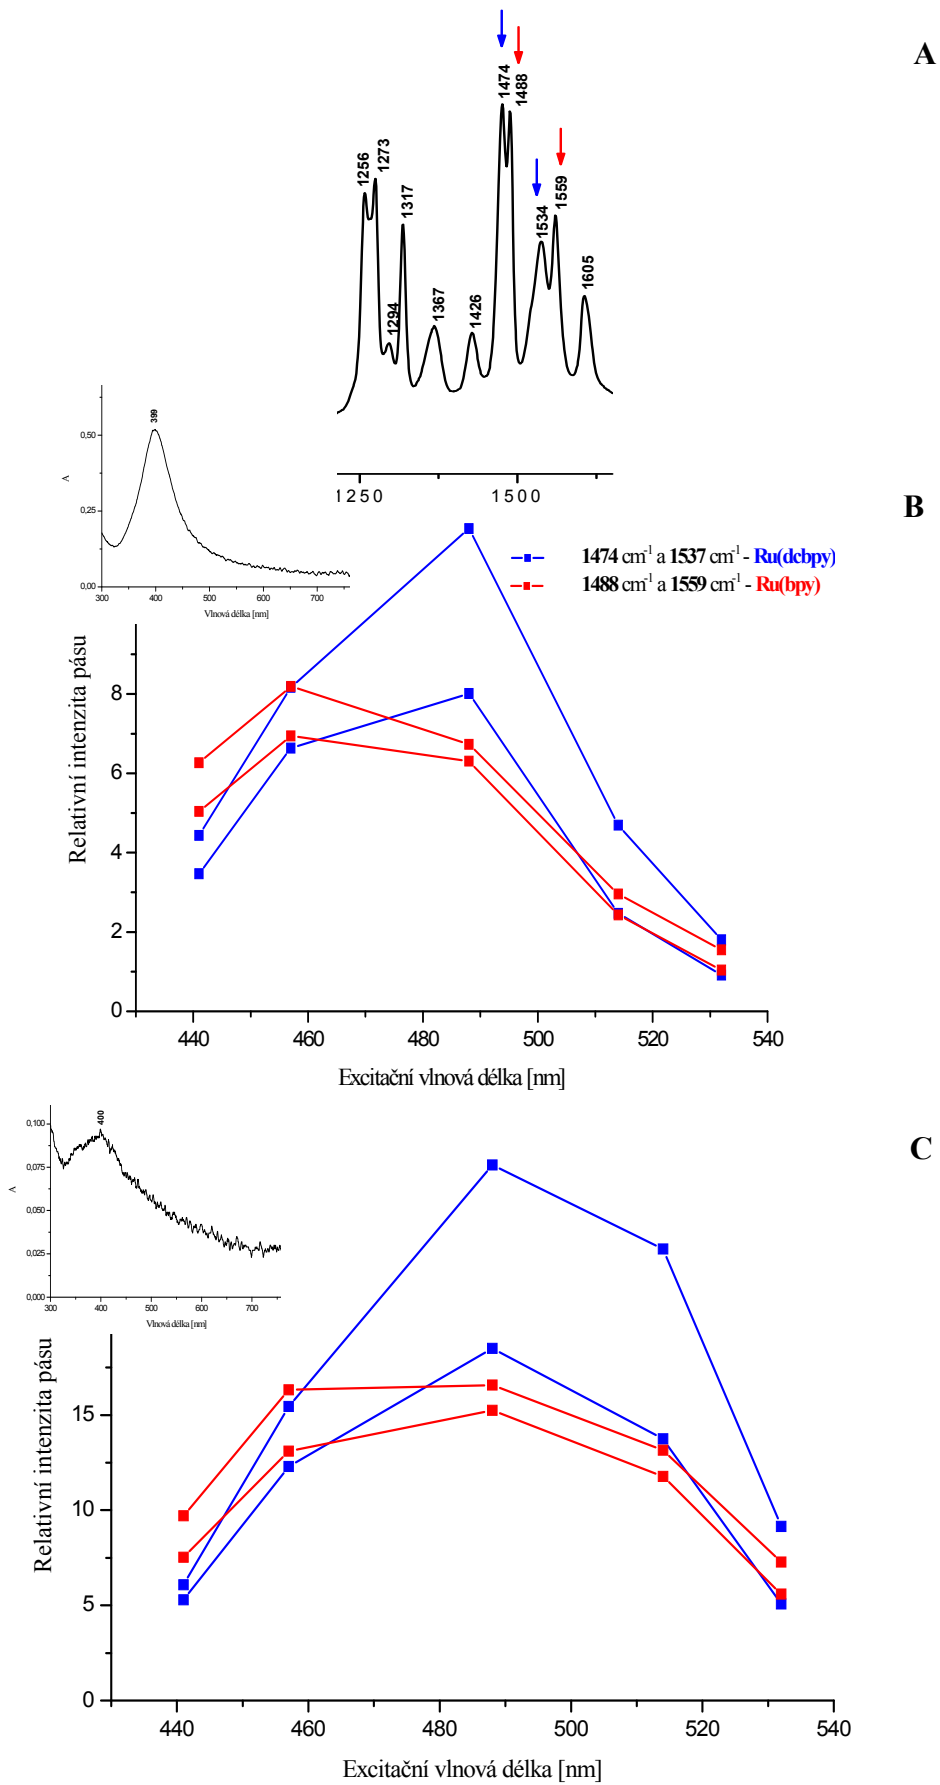 A
1256
1273
1294
1317
1367
1426
1474
1488
1534
1559
1605
1250 1500
399
0,50
0,25
0,00
A
300 400 500 600 700
Vlnová délka [nm]
B
1474 cm-1 a 1537 cm-1 - Ru(dcbpy)
1488 cm-1 a 1559 cm-1 - Ru(bpy)
8
6
4
2
0
Relativní intenzita pásu
440 460 480 500 520 540
Excitační vlnová délka [nm]
C
400
0,100
0,075
0,050
0,025
0,000
A
300 400 500 600 700
Vlnová délka [nm]
15
10
5
0
Relativní intenzita pásu
440 460 480 500 520 540
Excitační vlnová délka [nm]